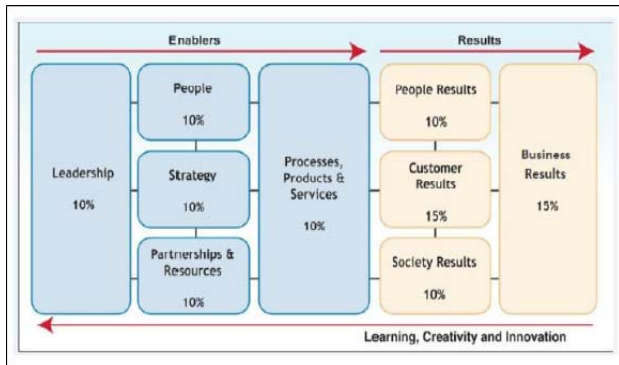 Enablers
Results
Leadership
10%
People
10%
Strategy
10%
Partnerships &
Resources
10%
Processes,
Products &
Services
10%
People Results
10%
Customer
Results
15%
Society Results
10%
Business
Results
15%
Learning, Creativity and Innovation